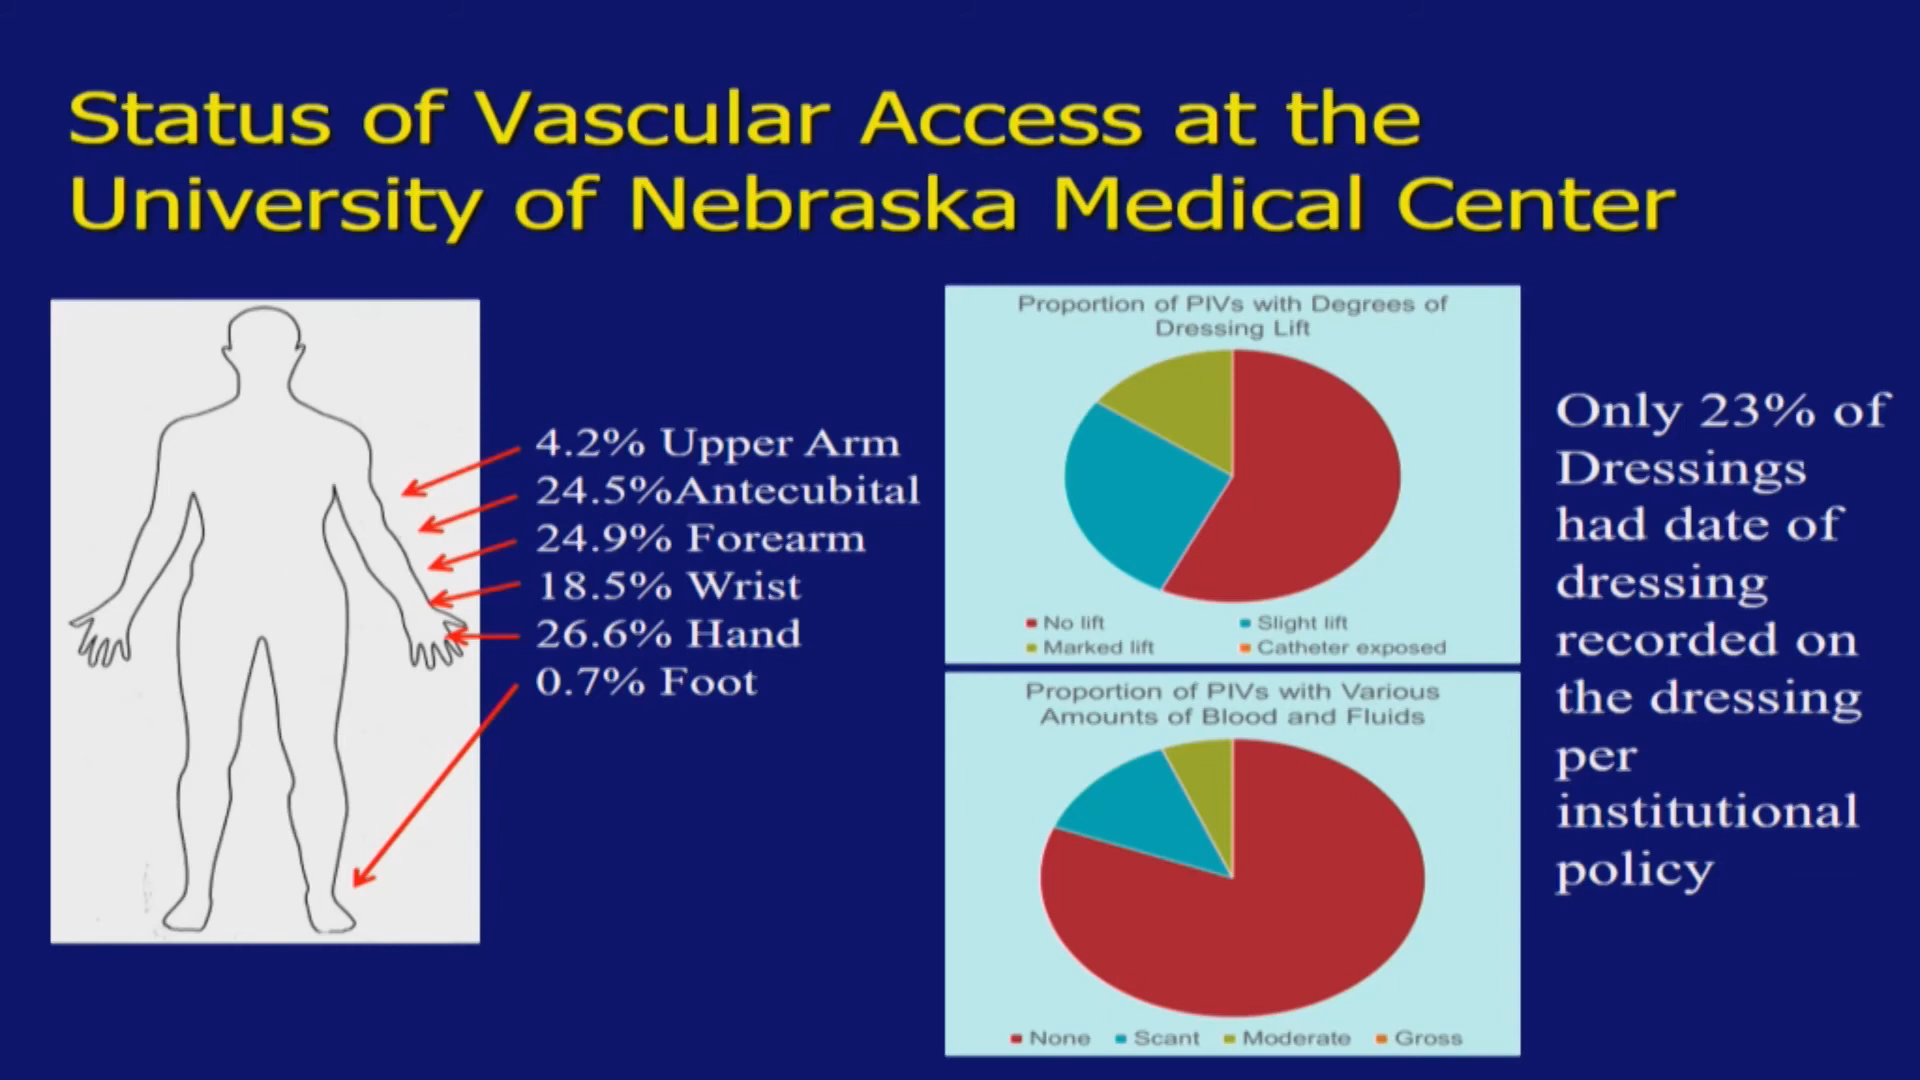 Status of Vascular Access at the
University of Nebraska Medical Center
4.2% Upper Arm
24.5%Antecubital
24.9% Forearm
18.5% Wrist
26.6% Hand
0.7% Foot
Proportion of PIVs with Degrees of
Dressing Lift
No lift Slight lift
Marked lift Catheter exposed
Proportion of PIVs with Various
Amounts of Blood and Fluids
None Scant Moderate Gross
Only 23% of
Dressings
had date of
dressing
recorded on
the dressing
per
institutional
policy